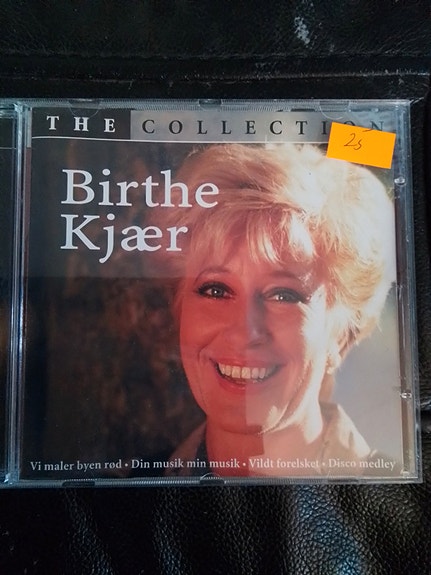 THE COLLECTION
25
Birthe
Kjær
Vi maler byen rød • Din musik min musik • Vildt forelsket • Disco medley